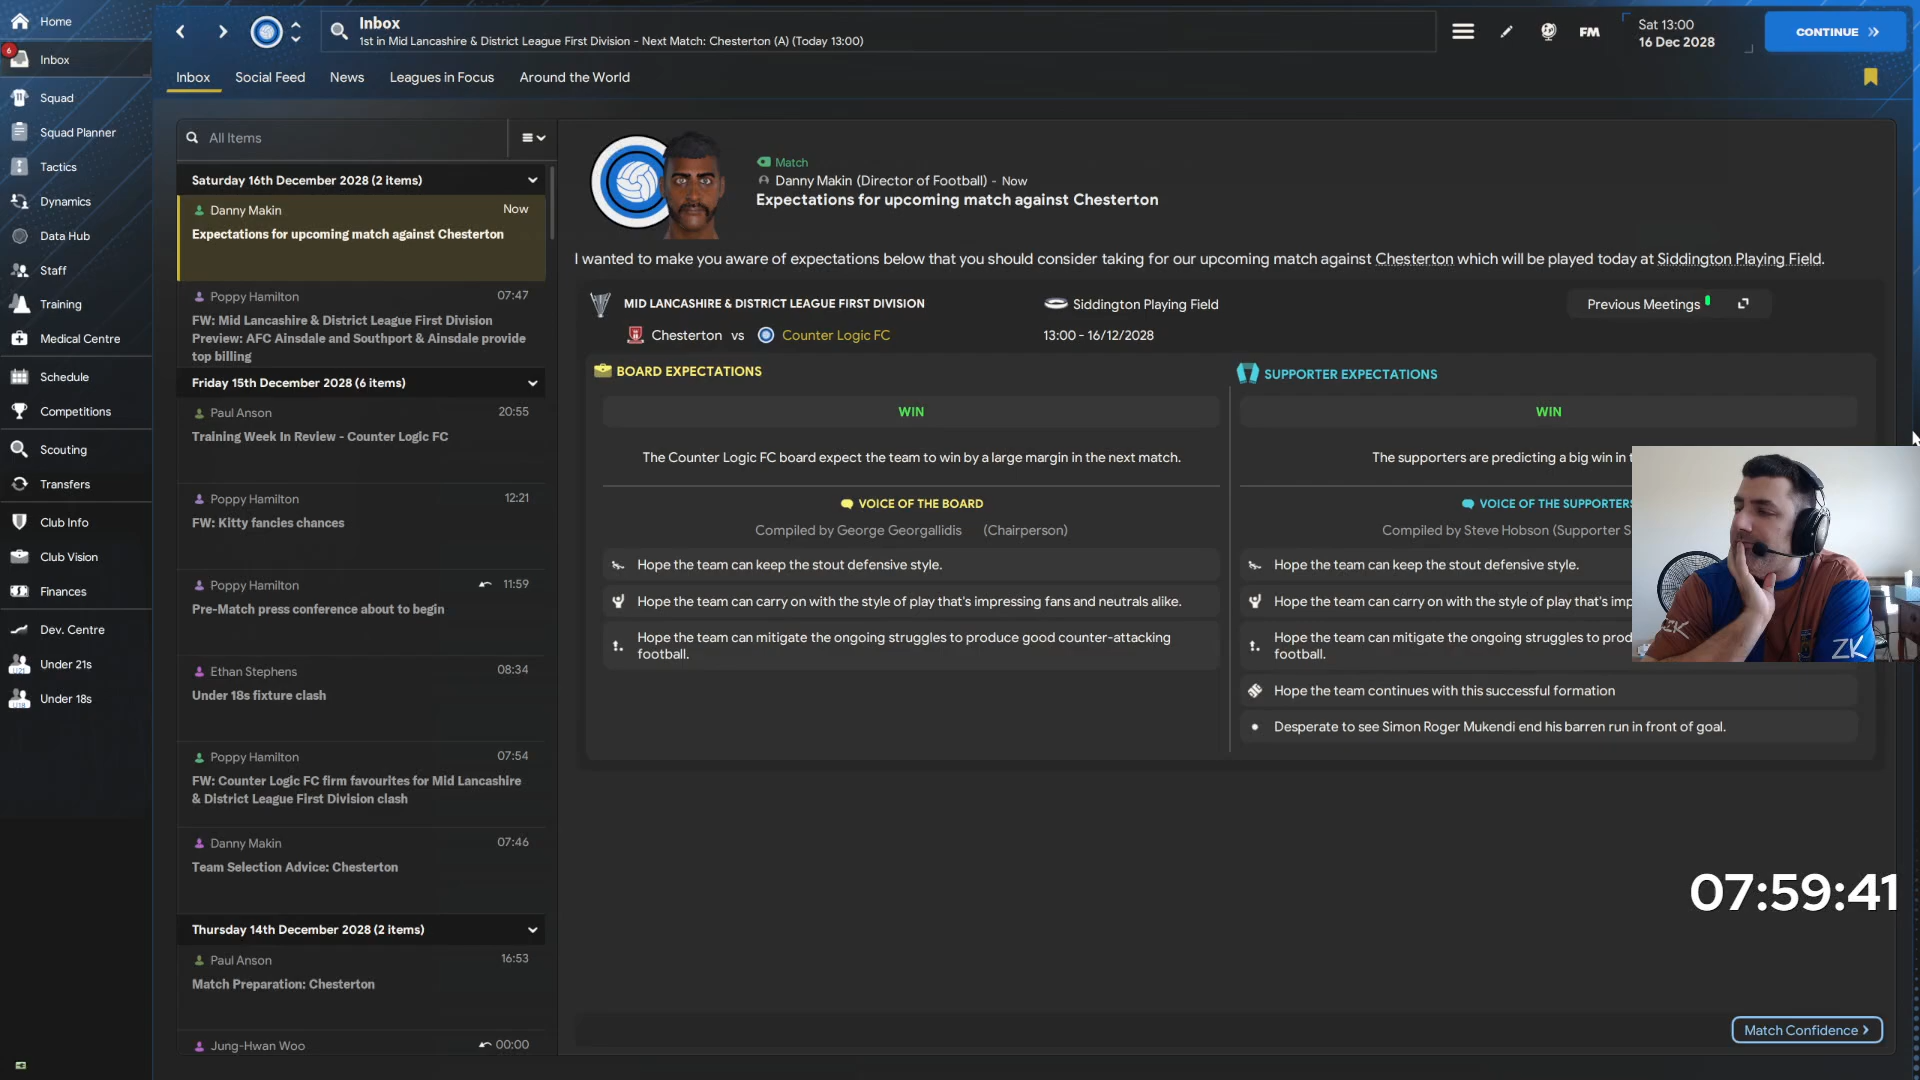 Home
6
Inbox
Squad
Squad Planner
Tactics
Dynamics
Data Hub
Staff
Training
Medical Centre
Schedule
Competitions
Scouting
Transfers
Club Info
Club Vision
Finances
Dev. Centre
Under 21s
Under 18s
Inbox
1st in Mid Lancashire & District League First Division - Next Match: Chesterton (A) (Today 13:00)
FM
Sat 13:00
16 Dec 2028
CONTINUE
Inbox Social Feed News Leagues in Focus Around the World
All Items
Saturday 16th December 2028 (2 items)
Danny Makin Now
Expectations for upcoming match against Chesterton
Poppy Hamilton 07:47
FW: Mid Lancashire & District League First Division
Preview: AFC Ainsdale and Southport & Ainsdale provide
top billing
Friday 15th December 2028 (6 items)
Paul Anson 20:55
Training Week In Review - Counter Logic FC
Poppy Hamilton 12:21
FW: Kitty fancies chances
Poppy Hamilton 11:59
Pre-Match press conference about to begin
Ethan Stephens 08:34
Under 18s fixture clash
Poppy Hamilton 07:54
FW: Counter Logic FC firm favourites for Mid Lancashire
& District League First Division clash
Danny Makin 07:46
Team Selection Advice: Chesterton
Thursday 14th December 2028 (2 items)
Paul Anson 16:53
Match Preparation: Chesterton
Jung-Hwan Woo 00:00
Match
Danny Makin (Director of Football) - Now
Expectations for upcoming match against Chesterton
I wanted to make you aware of expectations below that you should consider taking for our upcoming match against Chesterton which will be played today at Siddington Playing Field.
MID LANCASHIRE & DISTRICT LEAGUE FIRST DIVISION
Siddington Playing Field
Previous Meetings
Chesterton vs Counter Logic FC
13:00 - 16/12/2028
BOARD EXPECTATIONS
WIN
The Counter Logic FC board expect the team to win by a large margin in the next match.
VOICE OF THE BOARD
Compiled by George Georgallidis (Chairperson)
Hope the team can keep the stout defensive style.
Hope the team can carry on with the style of play that's impressing fans and neutrals alike.
Hope the team can mitigate the ongoing struggles to produce good counter-attacking
football.
SUPPORTER EXPECTATIONS
WIN
The supporters are predicting a big win in
VOICE OF THE SUPPORTERS
Compiled by Steve Hobson (Supporter
Hope the team can keep the stout defensive style.
Hope the team can carry on with the style of play that's
Hope the team can mitigate the ongoing struggles to
football.
Hope the team continues with this successful formation
Desperate to see Simon Roger Mukendi end his barren run in front of goal.
ZK
ZK
07:59:41
Match Confidence